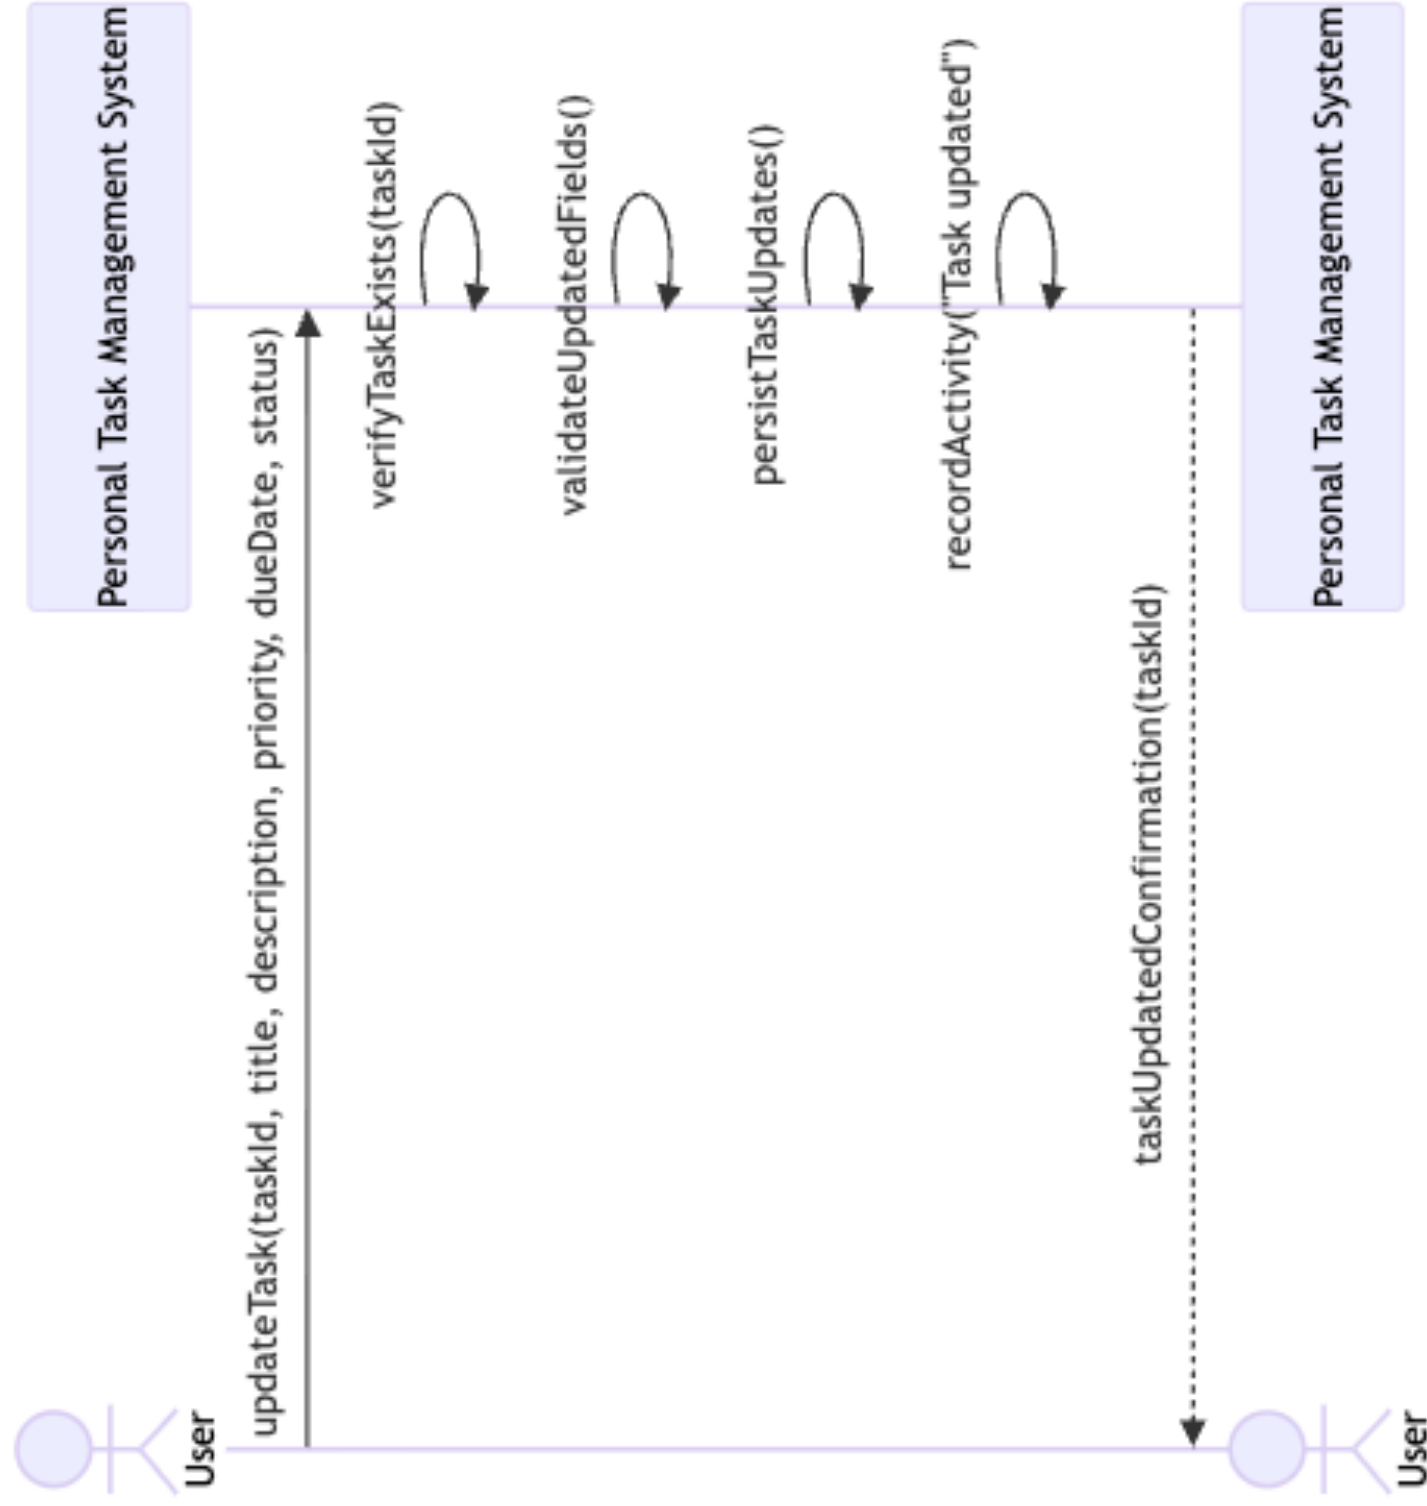 User
Personal Task Management System
updateTask(taskId, title, description, priority, dueDate, status)
verifyTaskExists(taskId)
validateUpdatedFields()
persistTaskUpdates()
recordActivity("Task updated")
taskUpdatedConfirmation(taskId)
User
Personal Task Management System